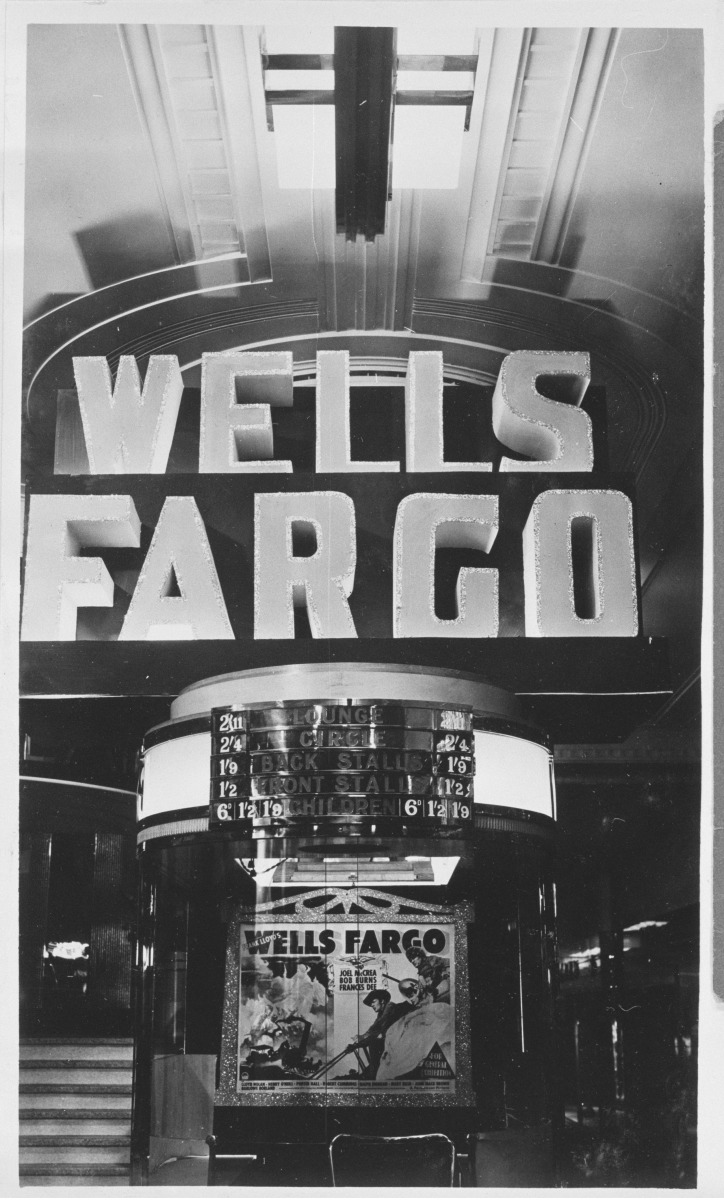 WELLS
FARGO
2/11 LOUNGE
2/4 CIRCLE 2/4
1/9 BACK STALLS 1/9
1/2 FRONT STALLS 1/2
6D 1/2 1/9 CHILDREN 6D 1/2 1/9
WELLS FARGO
JOEL McCREA
BOB BURNS
FRANCES DEE